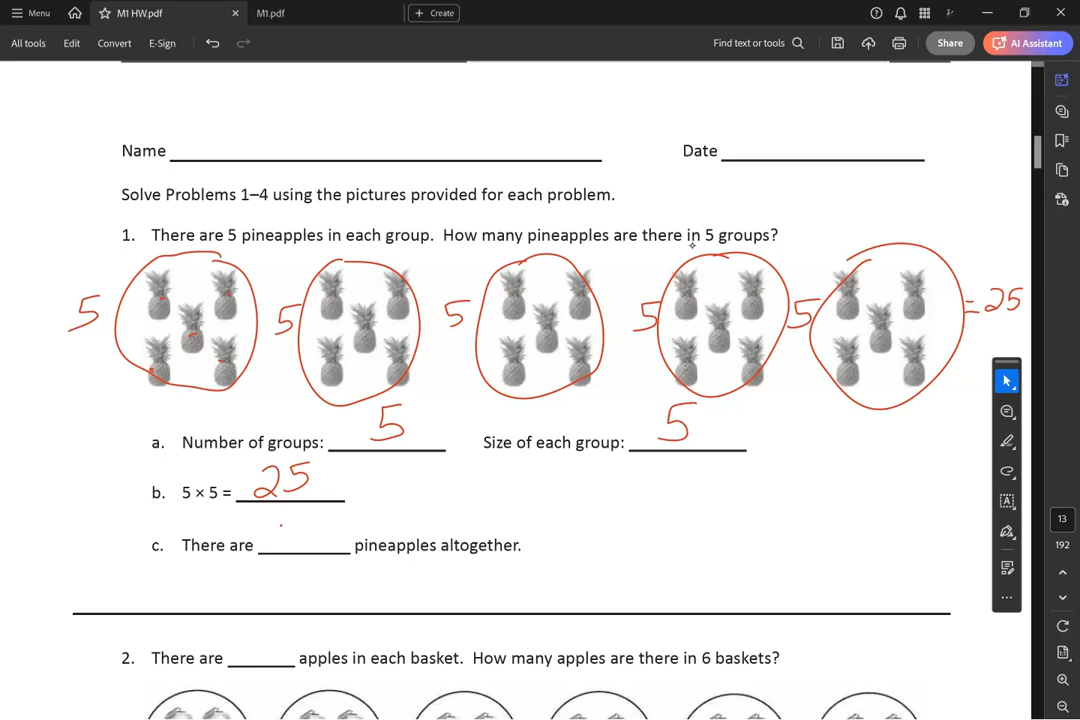 Menu M1 HW.pdf M1.pdf Create
All tools Edit Convert E-Sign Find text or tools Share AI Assistant
Name Date
Solve Problems 1–4 using the pictures provided for each problem.
1. There are 5 pineapples in each group. How many pineapples are there in 5 groups?
5 5 5 5 5 =25
a. Number of groups: 5 Size of each group: 5
b. 5 × 5 = 25
c. There are pineapples altogether.
2. There are apples in each basket. How many apples are there in 6 baskets?
13
192